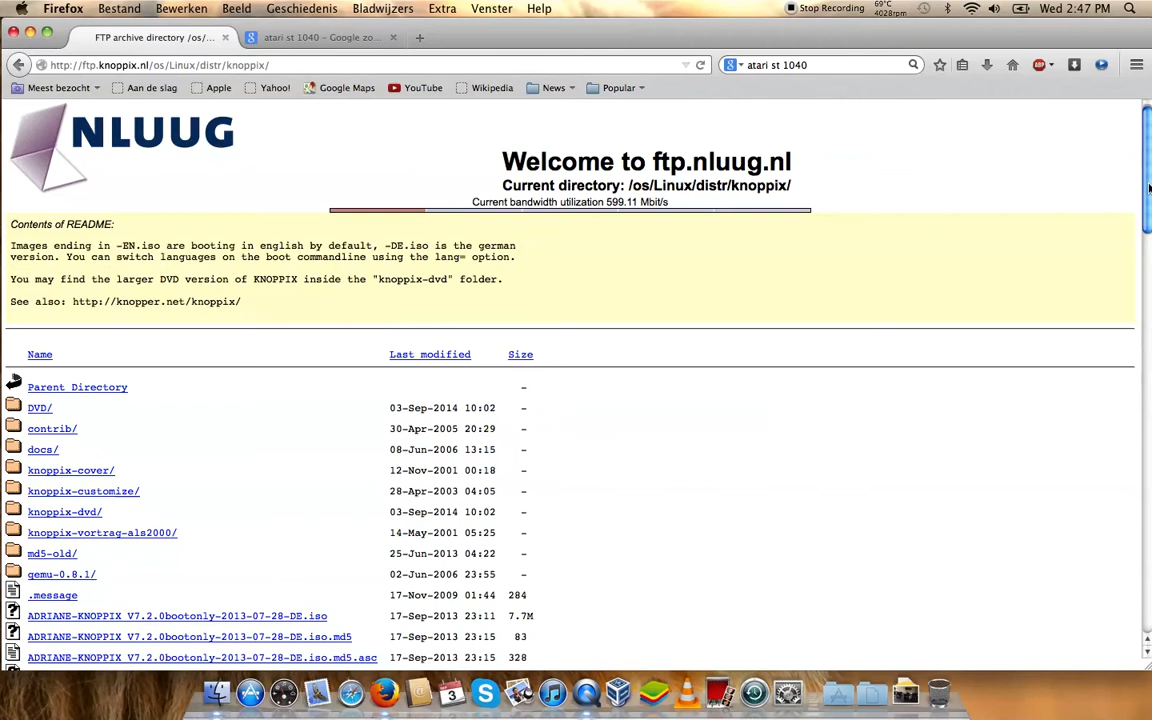 Firefox Bestand Bewerken Beeld Geschiedenis Bladwijzers Extra Venster Help Stop Recording 69°C 4028rpm Wed 2:47 PM
FTP archive directory /os/... atari st 1040 - Google zo...
http://ftp.knoppix.nl/os/Linux/distr/knoppix/ atari st 1040
Meest bezocht Aan de slag Apple Yahoo! Google Maps YouTube Wikipedia News Popular
NLUUG
Welcome to ftp.nluug.nl
Current directory: /os/Linux/distr/knoppix/
Current bandwidth utilization 599.11 Mbit/s
Contents of README:
Images ending in -EN.iso are booting in english by default, -DE.iso is the german
version. You can switch languages on the boot commandline using the lang= option.
You may find the larger DVD version of KNOPPIX inside the "knoppix-dvd" folder.
See also: http://knopper.net/knoppix/
Name Last modified Size
Parent Directory -
DVD/ 03-Sep-2014 10:02 -
contrib/ 30-Apr-2005 20:29 -
docs/ 08-Jun-2006 13:15 -
knoppix-cover/ 12-Nov-2001 00:18 -
knoppix-customize/ 28-Apr-2003 04:05 -
knoppix-dvd/ 03-Sep-2014 10:02 -
knoppix-vortrag-als2000/ 14-May-2001 05:25 -
md5-old/ 25-Jun-2013 04:22 -
qemu-0.8.1/ 02-Jun-2006 23:55 -
.message 17-Nov-2009 01:44 284
ADRIANE-KNOPPIX_V7.2.0bootonly-2013-07-28-DE.iso 17-Sep-2013 23:11 7.7M
ADRIANE-KNOPPIX_V7.2.0bootonly-2013-07-28-DE.iso.md5 17-Sep-2013 23:15 83
ADRIANE-KNOPPIX_V7.2.0bootonly-2013-07-28-DE.iso.md5.asc 17-Sep-2013 23:15 328